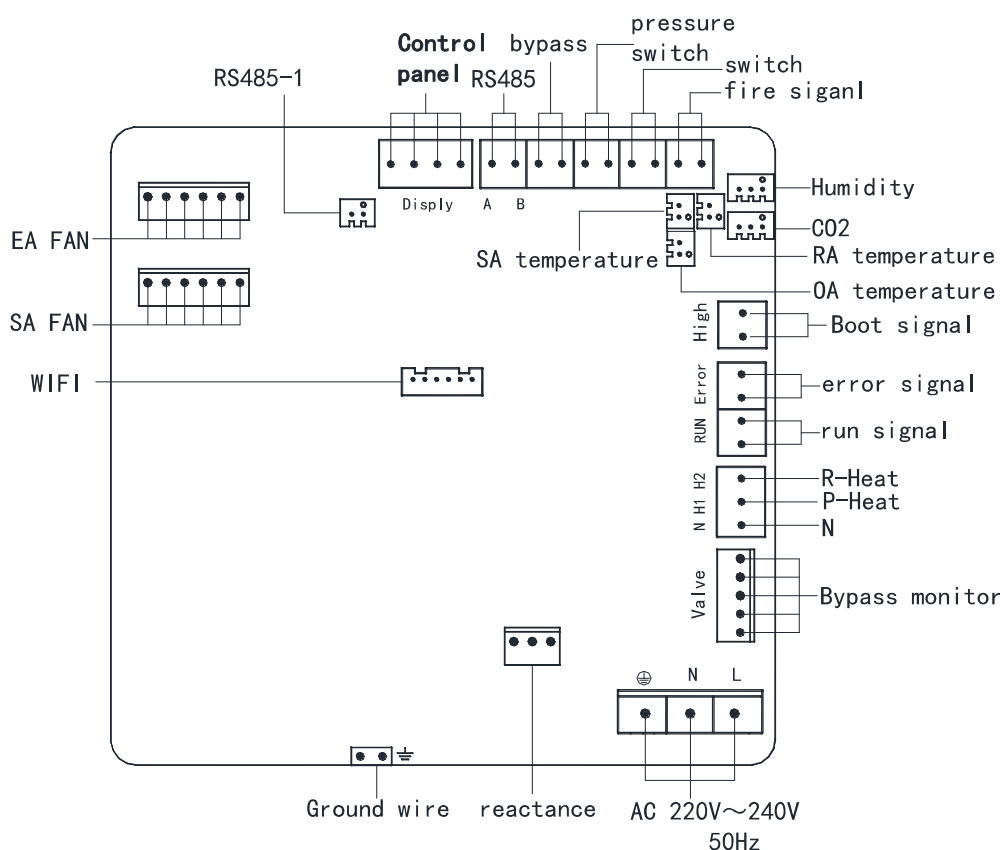 pressure
Control bypass switch
panel RS485 switch
RS485-1 fire siganl
Disply A B
Humidity
EA FAN
CO2
SA temperature RA temperature
OA temperature
SA FAN
High Boot signal
WIFI
Error error signal
RUN run signal
N H1 H2
R-Heat
P-Heat
N
Valve
Bypass monitor
N L
Ground wire reactance AC 220V～240V
50Hz